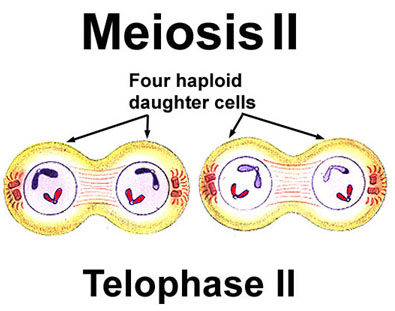 Meiosis II
Four haploid
daughter cells
Telophase II